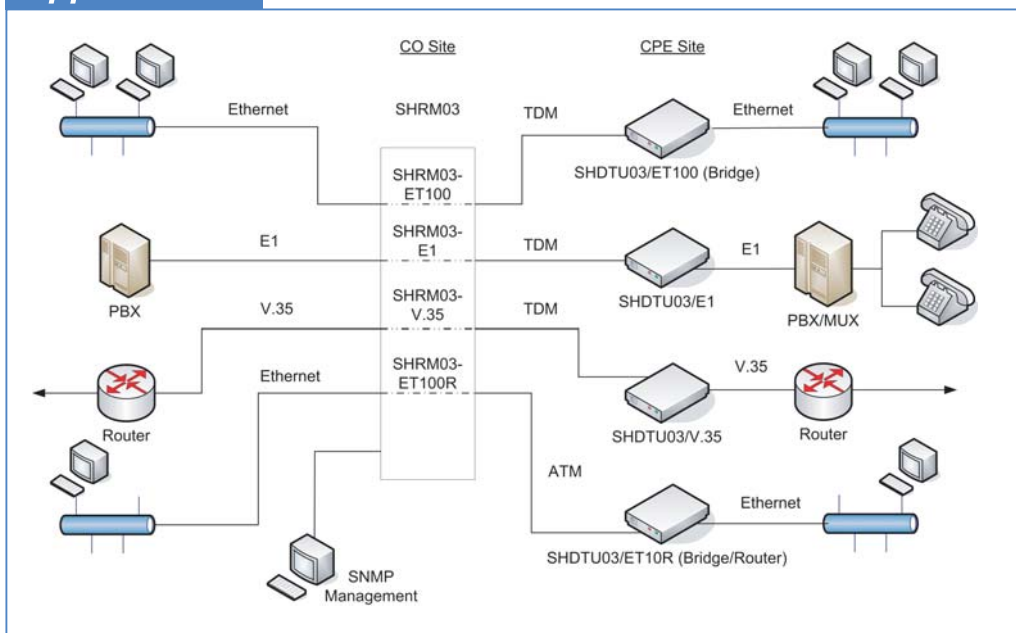 CO Site
CPE Site
Ethernet
SHRM03
TDM
Ethernet
SHRM03-
ET100
SHDTU03/ET100 (Bridge)
E1
SHRM03-
E1
TDM
E1
PBX
SHDTU03/E1
PBX/MUX
V.35
SHRM03-
V.35
TDM
V.35
Ethernet
SHRM03-
ET100R
Router
SHDTU03/V.35
Router
ATM
Ethernet
SHDTU03/ET10R (Bridge/Router)
SNMP
Management